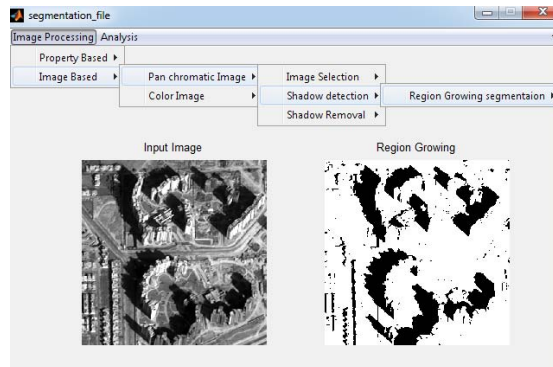 segmentation_file
Image Processing Analysis
Property Based
Image Based
Pan chromatic Image
Color Image
Image Selection
Shadow detection
Shadow Removal
Region Growing segmentaion
Input Image
Region Growing